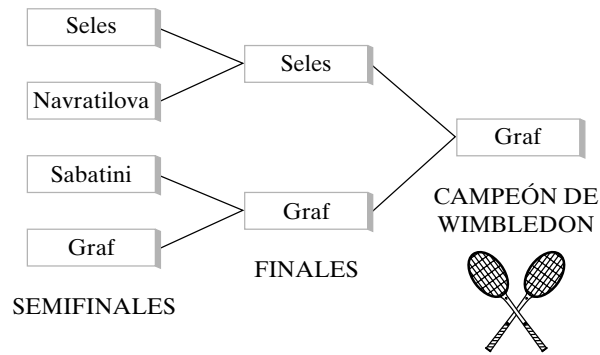 Seles
Navratilova
Sabatini
Graf
SEMIFINALES
Seles
Graf
FINALES
Graf
CAMPEÓN DE
WIMBLEDON